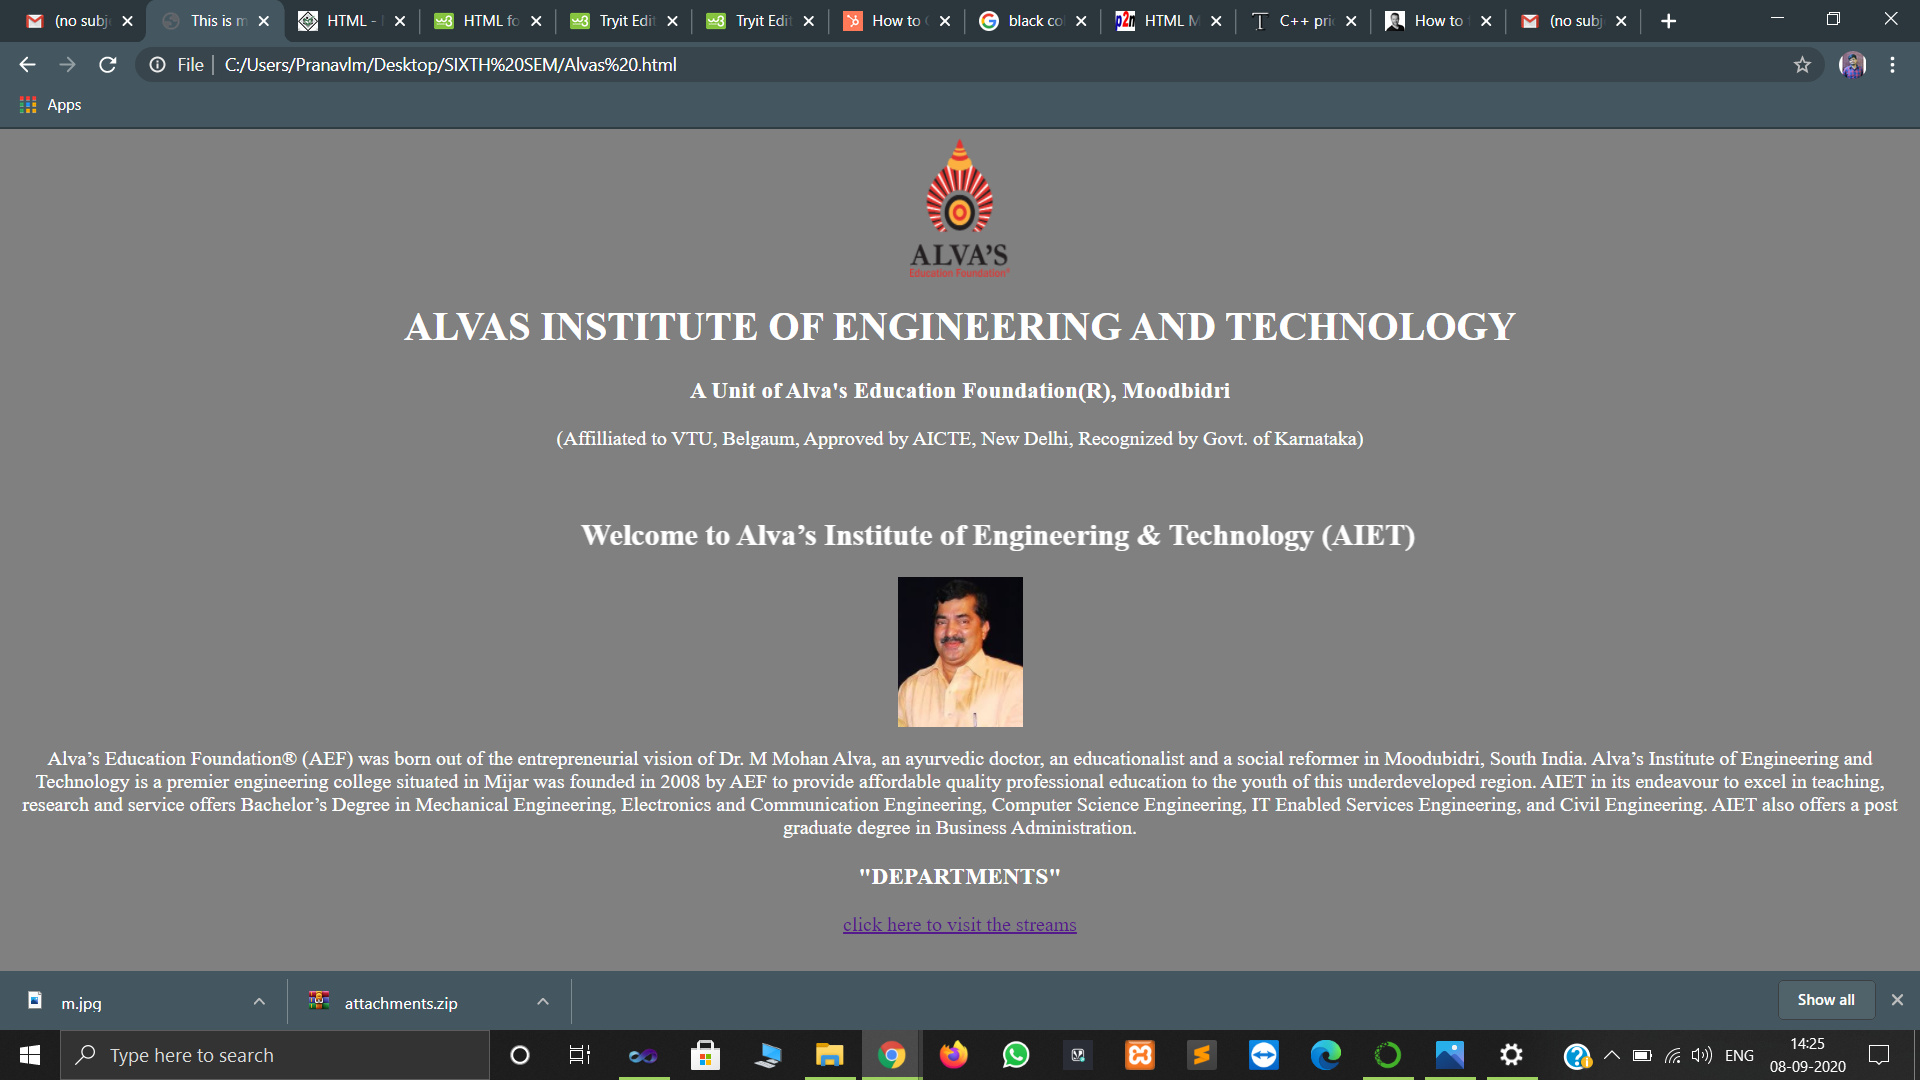 (no subj
This is m
HTML -
HTML fo
Tryit Edit
Tryit Edit
How to
black co
HTML M
C++ pri
How to
(no subj
File
C:/Users/Pranavlm/Desktop/SIXTH%20SEM/Alvas%20.html
Apps
ALVA'S
Education Foundation®
ALVAS INSTITUTE OF ENGINEERING AND TECHNOLOGY
A Unit of Alva's Education Foundation(R), Moodbidri
(Affilliated to VTU, Belgaum, Approved by AICTE, New Delhi, Recognized by Govt. of Karnataka)
Welcome to Alva’s Institute of Engineering & Technology (AIET)
Alva’s Education Foundation® (AEF) was born out of the entrepreneurial vision of Dr. M Mohan Alva, an ayurvedic doctor, an educationalist and a social reformer in Moodubidri, South India. Alva’s Institute of Engineering and
Technology is a premier engineering college situated in Mijar was founded in 2008 by AEF to provide affordable quality professional education to the youth of this underdeveloped region. AIET in its endeavour to excel in teaching,
research and service offers Bachelor’s Degree in Mechanical Engineering, Electronics and Communication Engineering, Computer Science Engineering, IT Enabled Services Engineering, and Civil Engineering. AIET also offers a post
graduate degree in Business Administration.
"DEPARTMENTS"
click here to visit the streams
m.jpg
attachments.zip
Show all
Type here to search
ENG
14:25
08-09-2020